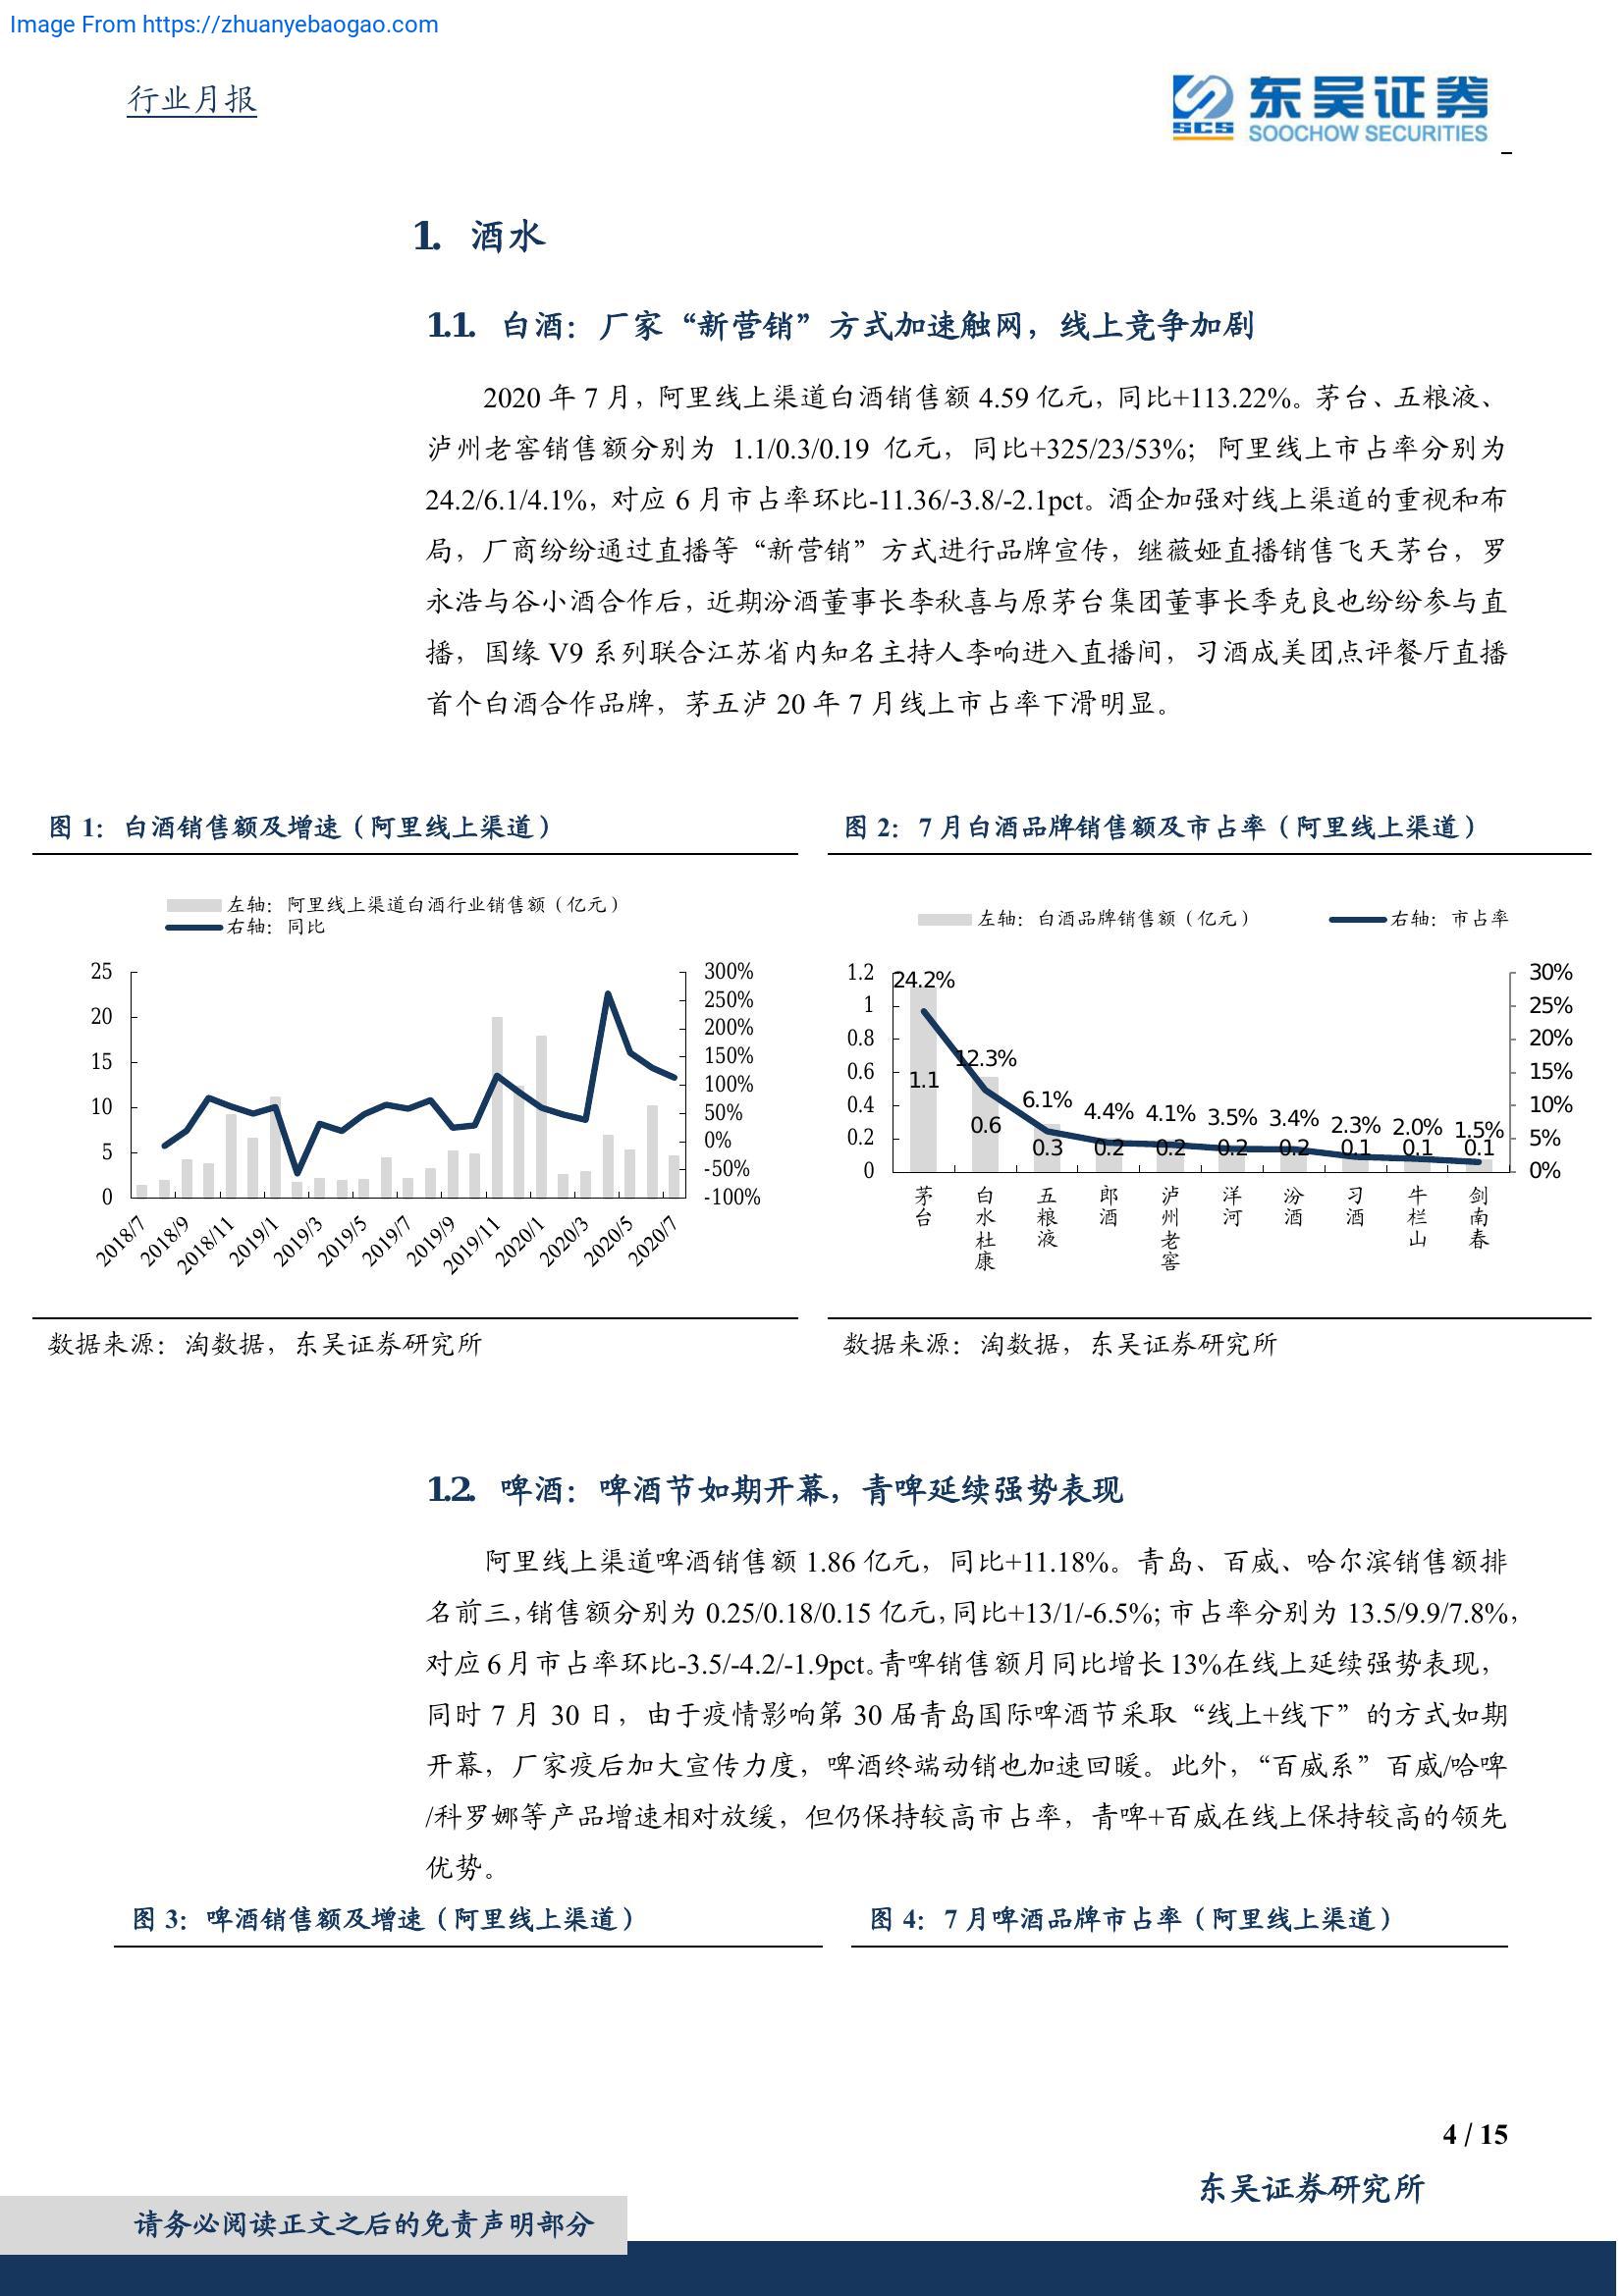 Image From https://zhuanyebaogao.com
行业月报
东吴证券
SCS
SOOCHOW SECURITIES
1. 酒水
1.1. 白酒：厂家“新营销”方式加速触网，线上竞争加剧
2020 年 7 月，阿里线上渠道白酒销售额 4.59 亿元，同比+113.22%。茅台、五粮液、
泸州老窖销售额分别为 1.1/0.3/0.19 亿元，同比+325/23/53%；阿里线上市占率分别为
24.2/6.1/4.1%，对应 6 月市占率环比-11.36/-3.8/-2.1pct。酒企加强对线上渠道的重视和布
局，厂商纷纷通过直播等“新营销”方式进行品牌宣传，继薇娅直播销售飞天茅台，罗
永浩与谷小酒合作后，近期汾酒董事长李秋喜与原茅台集团董事长季克良也纷纷参与直
播，国缘 V9 系列联合江苏省内知名主持人李响进入直播间，习酒成美团点评餐厅直播
首个白酒合作品牌，茅五泸 20 年 7 月线上市占率下滑明显。
图 1：白酒销售额及增速（阿里线上渠道）
左轴：阿里线上渠道白酒行业销售额（亿元）
右轴：同比
25
20
15
10
5
0
300%
250%
200%
150%
100%
50%
0%
-50%
-100%
2018/7
2018/9
2018/11
2019/1
2019/3
2019/5
2019/7
2019/9
2019/11
2020/1
2020/3
2020/5
2020/7
数据来源：淘数据，东吴证券研究所
图 2：7 月白酒品牌销售额及市占率（阿里线上渠道）
左轴：白酒品牌销售额（亿元）
右轴：市占率
1.2
1
0.8
0.6
0.4
0.2
0
24.2%
12.3%
6.1%
4.4%
4.1%
3.5%
3.4%
2.3%
2.0%
1.5%
1.1
0.6
0.3
0.2
0.2
0.2
0.2
0.1
0.1
0.1
30%
25%
20%
15%
10%
5%
0%
茅台
白水杜康
五粮液
郎酒
泸州老窖
洋河
汾酒
习酒
牛栏山
剑南春
数据来源：淘数据，东吴证券研究所
1.2. 啤酒：啤酒节如期开幕，青啤延续强势表现
阿里线上渠道啤酒销售额 1.86 亿元，同比+11.18%。青岛、百威、哈尔滨销售额排
名前三，销售额分别为 0.25/0.18/0.15 亿元，同比+13/1/-6.5%；市占率分别为 13.5/9.9/7.8%，
对应 6 月市占率环比-3.5/-4.2/-1.9pct。青啤销售额月同比增长 13%在线上延续强势表现，
同时 7 月 30 日，由于疫情影响第 30 届青岛国际啤酒节采取“线上+线下”的方式如期
开幕，厂家疫后加大宣传力度，啤酒终端动销也加速回暖。此外，“百威系”百威/哈啤
/科罗娜等产品增速相对放缓，但仍保持较高市占率，青啤+百威在线上保持较高的领先
优势。
图 3：啤酒销售额及增速（阿里线上渠道）
图 4：7 月啤酒品牌市占率（阿里线上渠道）
4 / 15
东吴证券研究所
请务必阅读正文之后的免责声明部分